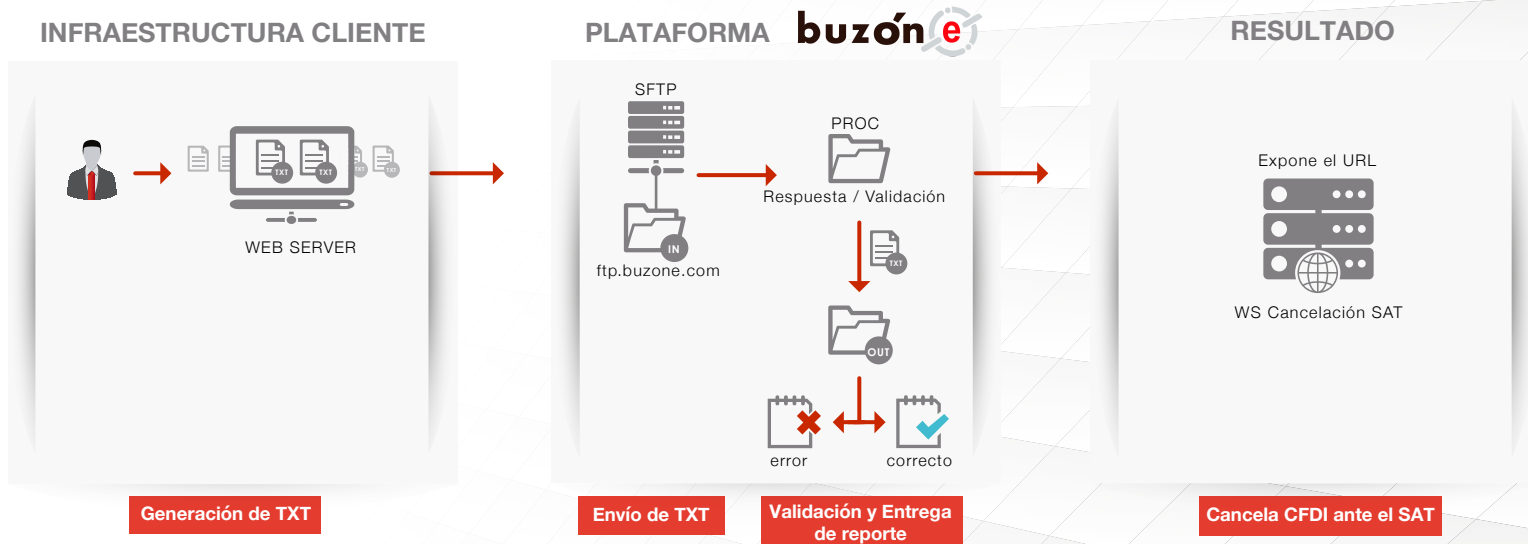 INFRAESTRUCTURA CLIENTE
WEB SERVER
TXT
TXT
TXT
TXT
Generación de TXT
PLATAFORMA buzón e
SFTP
IN
ftp.buzone.com
Envío de TXT
PROC
Respuesta / Validación
TXT
OUT
error
correcto
Validación y Entrega
de reporte
RESULTADO
Expone el URL
WS Cancelación SAT
Cancela CFDI ante el SAT